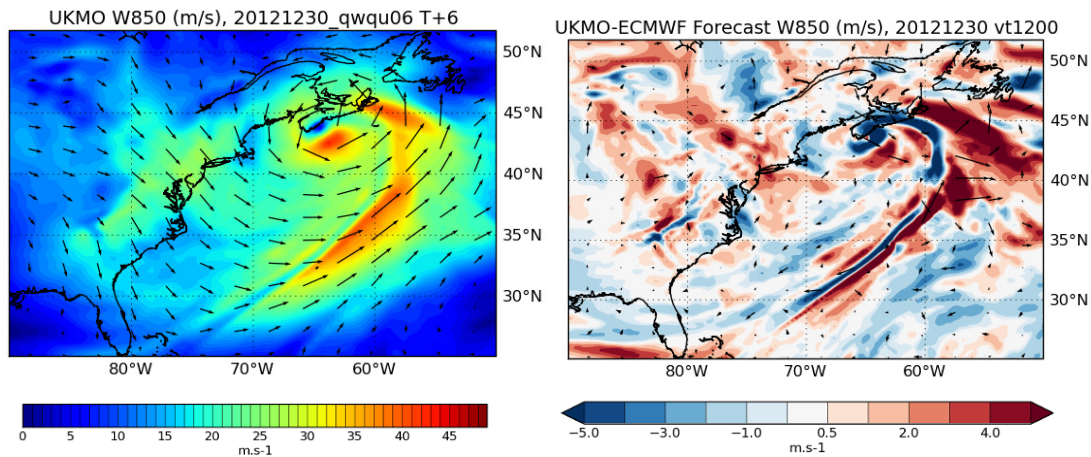 UKMO W850 (m/s), 20121230_qwqu06 T+6
50°N
45°N
40°N
35°N
30°N
80°W 70°W 60°W
0 5 10 15 20 25 30 35 40 45
m.s-1
UKMO-ECMWF Forecast W850 (m/s), 20121230 vt1200
50°N
45°N
40°N
35°N
30°N
80°W 70°W 60°W
−5.0 −3.0 −1.0 0.5 2.0 4.0
m.s-1